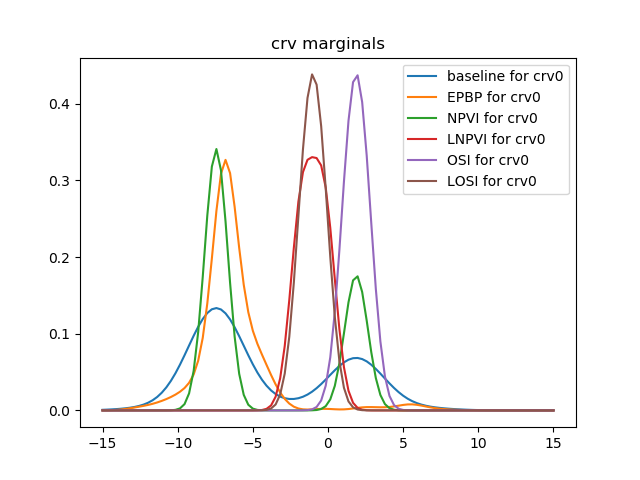 crv marginals
baseline for crv0
EPBP for crv0
NPVI for crv0
LNPVI for crv0
OSI for crv0
LOSI for crv0
0.4
0.3
0.2
0.1
0.0
−15 −10 −5 0 5 10 15